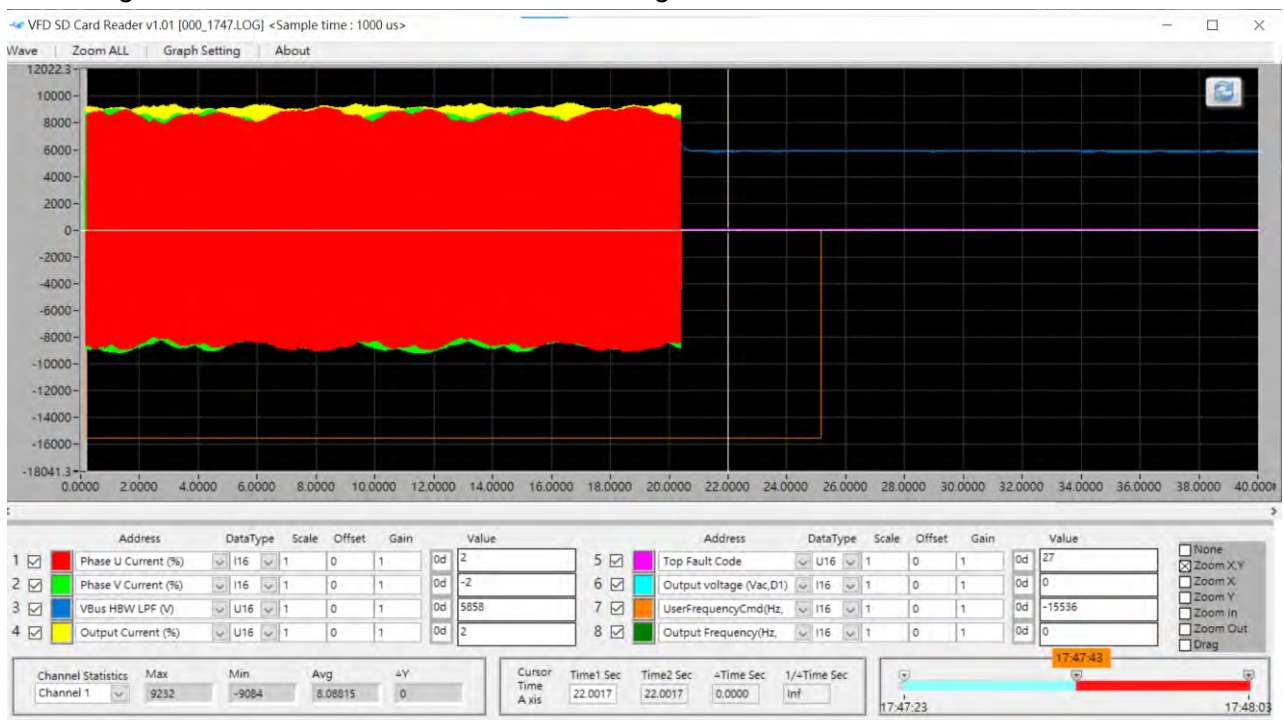 VFD SD Card Reader v1.01 [000_1747.LOG] <Sample time : 1000 us>
Wave Zoom ALL Graph Setting About
12022.3
10000
8000
6000
4000
2000
0
-2000
-4000
-6000
-8000
-10000
-12000
-14000
-16000
-18041.3
0.0000 2.0000 4.0000 6.0000 8.0000 10.0000 12.0000 14.0000 16.0000 18.0000 20.0000 22.0000 24.0000 26.0000 28.0000 30.0000 32.0000 34.0000 36.0000 38.0000 40.000
Address DataType Scale Offset Gain Value
1 Phase U Current (%) I16 1 0 1 0d 2
2 Phase V Current (%) I16 1 0 1 0d -2
3 VBus HBW LPF (V) U16 1 0 1 0d 5858
4 Output Current (%) U16 1 0 1 0d 2
Address DataType Scale Offset Gain Value
5 Top Fault Code U16 1 0 1 0d 27
6 Output voltage (Vac,D1) I16 1 0 1 0d 0
7 UserFrequencyCmd(Hz, I16 1 0 1 0d -15536
8 Output Frequency(Hz, I16 1 0 1 0d 0
None
Zoom X,Y
Zoom X
Zoom Y
Zoom In
Zoom Out
Drag
Channel Statistics Max Min Avg -Y
Channel 1 9232 -9084 8.06815 0
Cursor Time Axis Time1 Sec Time2 Sec -Time Sec 1/-Time Sec
22.0017 22.0017 0.0000 Inf
17:47:43
17:47:23 17:48:03